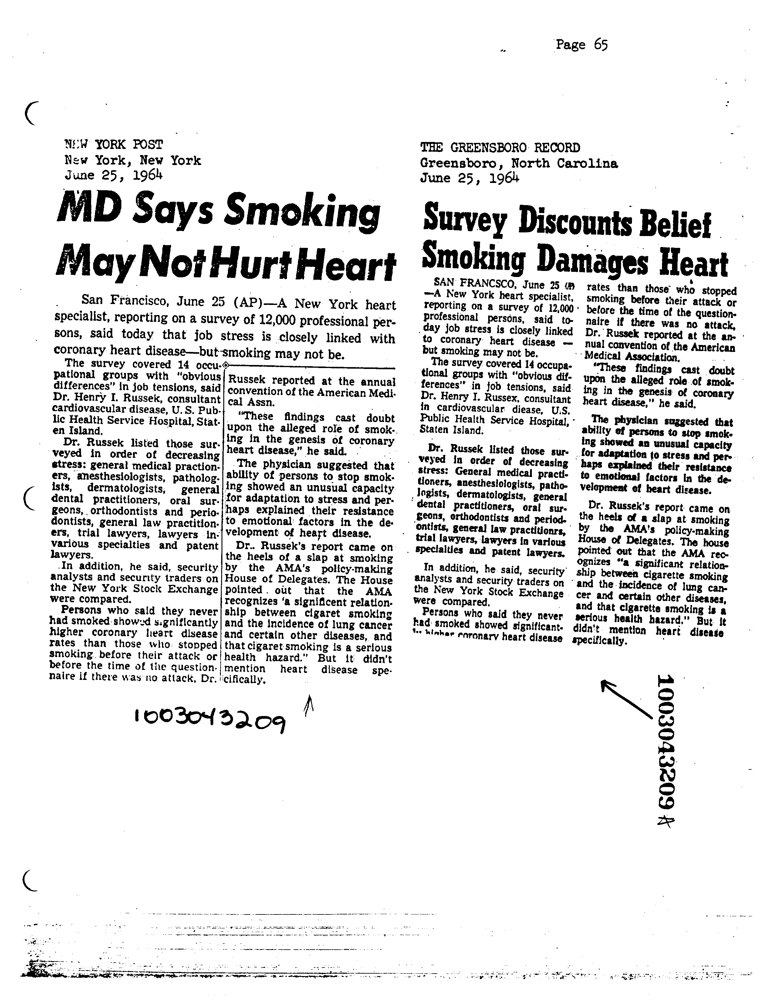 Page 65
NEW YORK POST
New York, New York
June 25, 1964
MD Says Smoking
May Not Hurt Heart
San Francisco, June 25 (AP)—A New York heart
specialist, reporting on a survey of 12,000 professional per-
sons, said today that job stress is closely linked with
coronary heart disease—but smoking may not be.
The survey covered 14 occu-
pational groups with "obvious
differences" in job tensions, said
Dr. Henry I. Russek, consultant
cardiovascular disease, U. S. Pub-
lic Health Service Hospital, Stat-
en Island.
Dr. Russek listed those sur-
veyed in order of decreasing
stress: general medical praction-
ers, anesthesiologists, patholog-
ists, dermatologists, general
dental practitioners, oral sur-
geons, orthodontists and perio-
dontists, general law practition-
ers, trial lawyers, lawyers in
various specialties and patent
lawyers.
In addition, he said, security
analysts and security traders on
the New York Stock Exchange
were compared.
Persons who said they never
had smoked showed significantly
higher coronary heart disease
rates than those who stopped
smoking before their attack or
before the time of the question-
naire if there was no attack, Dr.
Russek reported at the annual
convention of the American Medi-
cal Assn.
"These findings cast doubt
upon the alleged role of smok-
ing in the genesis of coronary
heart disease," he said.
The physician suggested that
ability of persons to stop smok-
ing showed an unusual capacity
for adaptation to stress and per-
haps explained their resistance
to emotional factors in the de-
velopment of heart disease.
Dr. Russek's report came on
the heels of a slap at smoking
by the AMA's policy-making
House of Delegates. The House
pointed out that the AMA
recognizes 'a significent relation-
ship between cigaret smoking
and the incidence of lung cancer
and certain other diseases, and
that cigaret smoking is a serious
health hazard." But it didn't
mention heart disease spe-
cifically.
1003043209
THE GREENSBORO RECORD
Greensboro, North Carolina
June 25, 1964
Survey Discounts Belief
Smoking Damages Heart
SAN FRANCSCO, June 25 (AP)
—A New York heart specialist,
reporting on a survey of 12,000
professional persons, said to-
day job stress is closely linked
to coronary heart disease —
but smoking may not be.
The survey covered 14 occupa-
tional groups with "obvious dif-
ferences" in job tensions, said
Dr. Henry I. Russex, consultant
in cardiovascular diease, U.S.
Public Health Service Hospital,
Staten Island.
Dr. Russek listed those sur-
veyed in order of decreasing
stress: General medical practi-
tioners, anesthesiologists, patho-
logists, dermatologists, general
dental practitioners, oral sur-
geons, orthodontists and period-
ontists, general law practitionrs,
trial lawyers, lawyers in various
specialties and patent lawyers.
In addition, he said, security
analysts and security traders on
the New York Stock Exchange
were compared.
Persons who said they never
had smoked showed significant-
ly higher coronary heart disease
rates than those who stopped
smoking before their attack or
before the time of the question-
naire if there was no attack,
Dr. Russek reported at the an-
nual convention of the American
Medical Association.
"These findings cast doubt
upon the alleged role of smok-
ing in the genesis of coronary
heart disease," he said.
The physician suggested that
ability of persons to stop smok-
ing showed an unusual capacity
for adaptation to stress and per-
haps explained their resistance
to emotional factors in the de-
velopment of heart disease.
Dr. Russek's report came on
the heels of a slap at smoking
by the AMA's policy-making
House of Delegates. The house
pointed out that the AMA rec-
ognizes "a significant relation-
ship between cigarette smoking
and the incidence of lung can-
cer and certain other diseases,
and that cigarette smoking is a
serious health hazard." But it
didn't mention heart disease
specifically.
1003043209